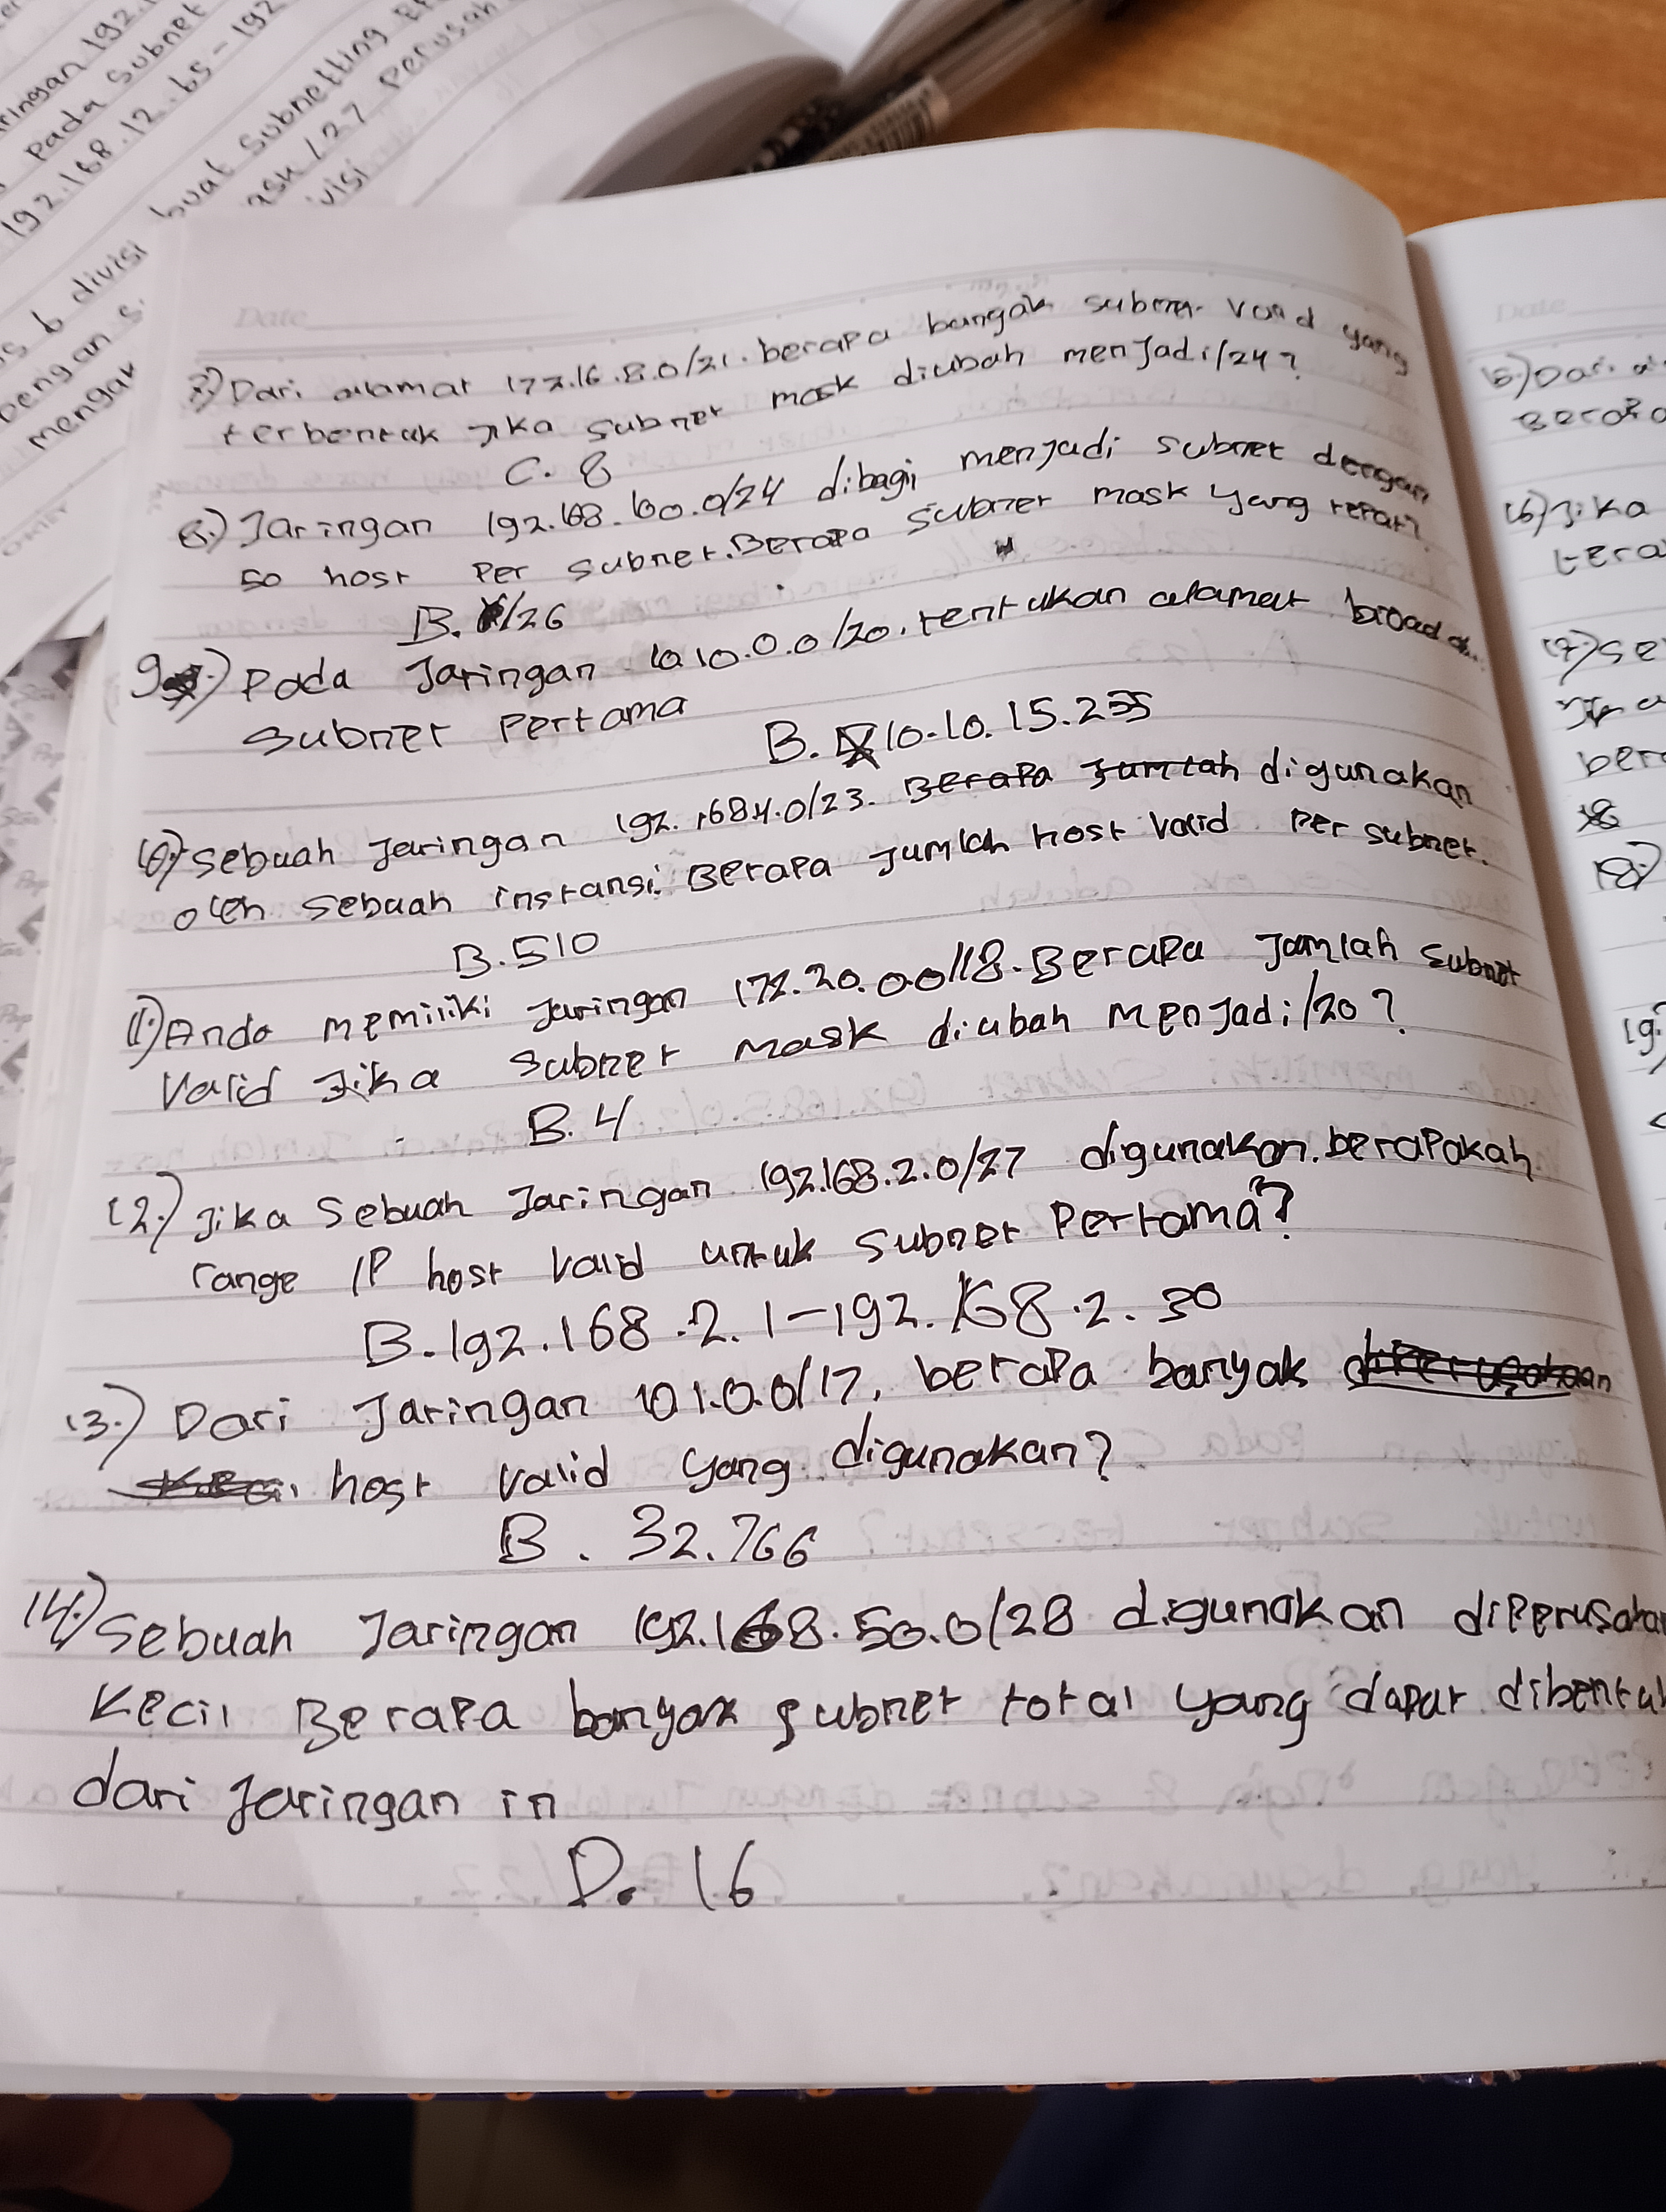 ringan 192.
Pada Subnet
192.168.12.65-192
s 6 divisi buat Subnetting
dengan s. ask /27 Perusah
mengak visi
Date
7.) Dari alamat 172.16.8.0/21. berapa bangak subnet Valid yang
terbentuk jika subnet mask diubah menjadi /24?
C. 8
8.) Jaringan 192.168.60.0/24 dibagi menjadi subnet dengan
50 host Per subnet. Berapa subnet mask yang tepat?
B. /26
9.) Pada Jaringan 10.10.0.0/20. tentukan alamat broad
subnet Pertama
B. 10.10.15.255
10.) Sebuah Jaringan 192.1684.0/23. Berapa Jumlah digunakan
oleh sebuah instansi. Berapa Jumlah host Valid Per subnet.
B. 510
11.) Anda memiliki Jaringan 172.20.0.0/18. Berapa Jamlah subnet
Valid Jika subnet mask diubah Menjadi /20?
B. 4
12.) Jika Sebuah Jaringan 192.168.2.0/27 digunakan. berapakah
range IP host Valid untuk subnet Pertama?
B. 192.168.2.1-192.168.2.30
13.) Dari Jaringan 10 1.0.0/17, berapa banyak
host Valid yang digunakan?
B. 32.766
14.) Sebuah Jaringan 192.168.50.0/28 digunakan diPerusahaan
Kecil Berapa banyak subnet total yang dapat dibentuk
dari Jaringan in
D. 16
Date
15.) Dari
16) Jika
17.) se
ber
18.)
19.